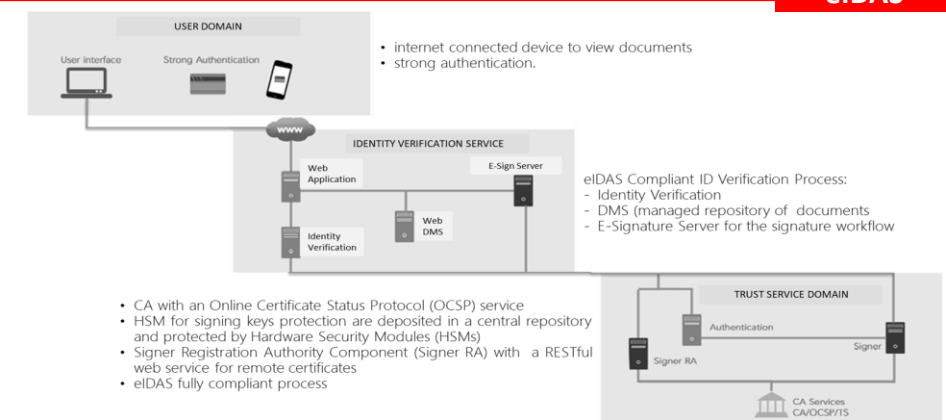 eIDAS
USER DOMAIN
User interface
Strong Authentication
• internet connected device to view documents
• strong authentication.
www
IDENTITY VERIFICATION SERVICE
Web
Application
E-Sign Server
Web
DMS
Identity
Verification
eIDAS Compliant ID Verification Process:
- Identity Verification
- DMS (managed repository of documents
- E-Signature Server for the signature workflow
• CA with an Online Certificate Status Protocol (OCSP) service
• HSM for signing keys protection are deposited in a central repository
and protected by Hardware Security Modules (HSMs)
• Signer Registration Authority Component (Signer RA) with a RESTful
web service for remote certificates
• eIDAS fully compliant process
TRUST SERVICE DOMAIN
Authentication
Signer
Signer RA
CA Services
CA/OCSP/TS